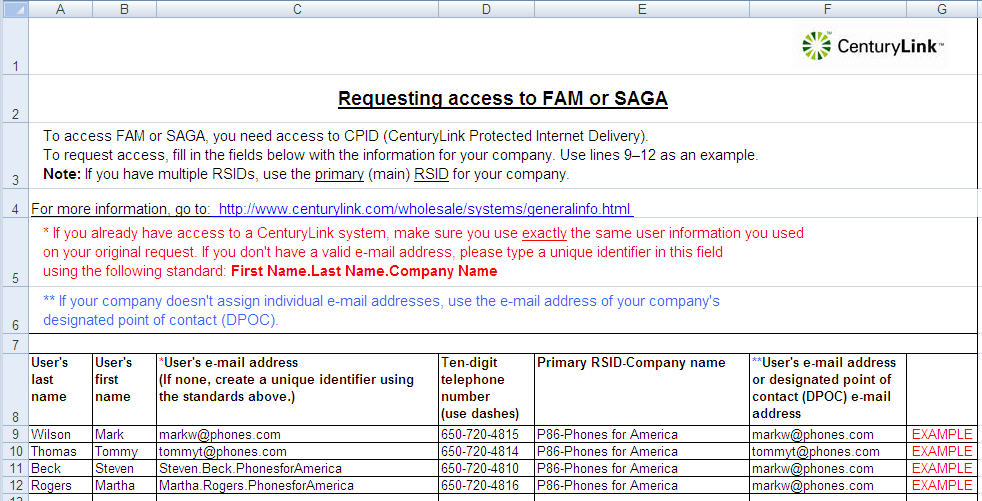 A B C D E F G
1 CenturyLink™
2 Requesting access to FAM or SAGA
To access FAM or SAGA, you need access to CPID (CenturyLink Protected Internet Delivery).
To request access, fill in the fields below with the information for your company. Use lines 9–12 as an example.
3 Note: If you have multiple RSIDs, use the primary (main) RSID for your company.
4 For more information, go to: http://www.centurylink.com/wholesale/systems/generalinfo.html
* If you already have access to a CenturyLink system, make sure you use exactly the same user information you used
on your original request. If you don't have a valid e-mail address, please type a unique identifier in this field
5 using the following standard: First Name.Last Name.Company Name
** If your company doesn't assign individual e-mail addresses, use the e-mail address of your company's
6 designated point of contact (DPOC).
7
User's User's *User's e-mail address Ten-digit Primary RSID-Company name **User's e-mail address
last first (If none, create a unique identifier using telephone or designated point of
name name the standards above.) number contact (DPOC) e-mail
8 (use dashes) address
9 Wilson Mark markw@phones.com 650-720-4815 P86-Phones for America markw@phones.com EXAMPLE
10 Thomas Tommy tommyt@phones.com 650-720-4814 P86-Phones for America tommyt@phones.com EXAMPLE
11 Beck Steven Steven.Beck.PhonesforAmerica 650-720-4810 P86-Phones for America markw@phones.com EXAMPLE
12 Rogers Martha Martha.Rogers.PhonesforAmerica 650-720-4816 P86-Phones for America markw@phones.com EXAMPLE